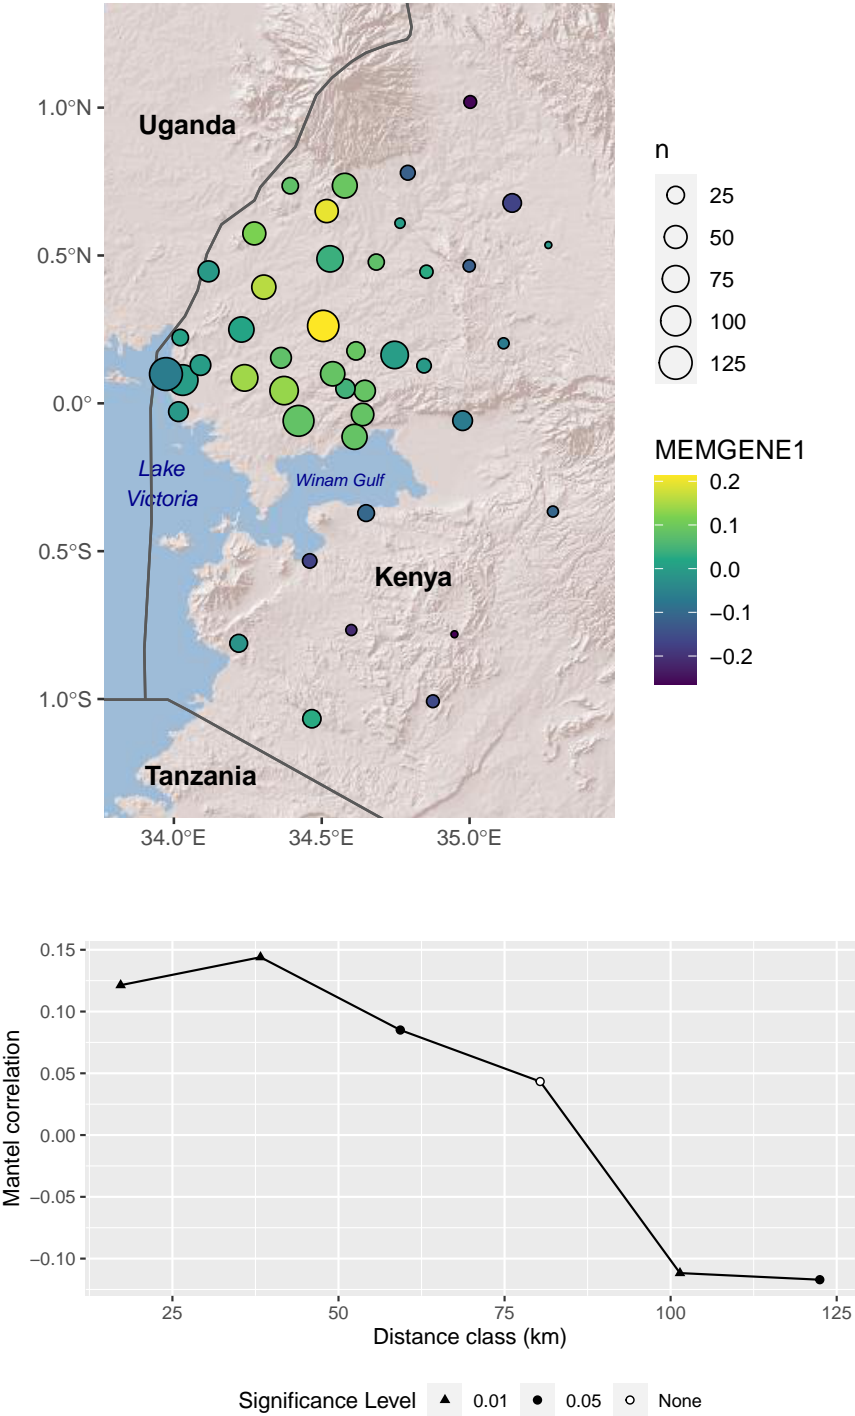 1.0°N
0.5°N
0.0°
0.5°S
1.0°S
Uganda
Lake
Victoria
Winam Gulf
Kenya
Tanzania
34.0°E
34.5°E
35.0°E
n
25
50
75
100
125
MEMGENE1
0.2
0.1
0.0
−0.1
−0.2
Mantel correlation
0.15
0.10
0.05
0.00
−0.05
−0.10
25
50
75
100
125
Distance class (km)
Significance Level
0.01
0.05
None